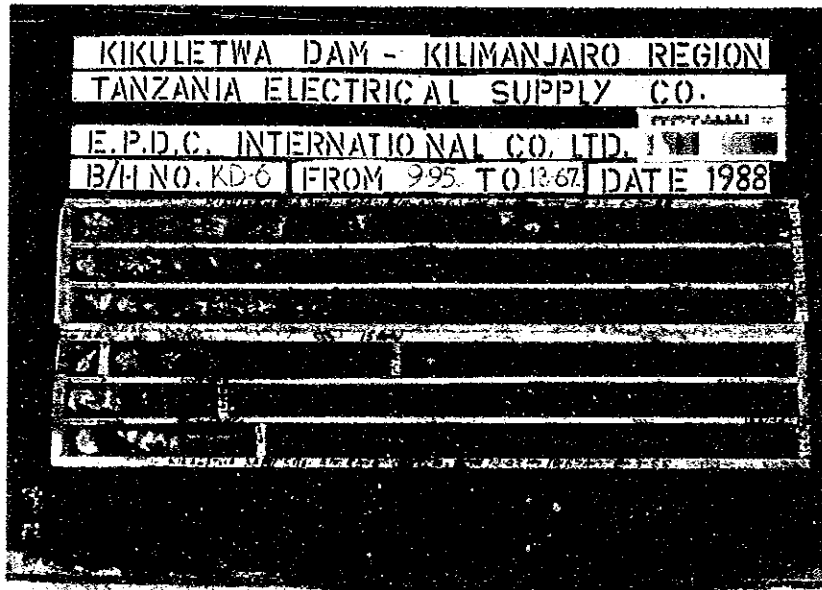 KIKULETWA DAM - KILIMANJARO REGION
TANZANIA ELECTRICAL SUPPLY CO.
E.P.D.C. INTERNATIONAL CO. LTD.
B/H NO. KD-6 FROM 9.95 TO 12.67 DATE 1988